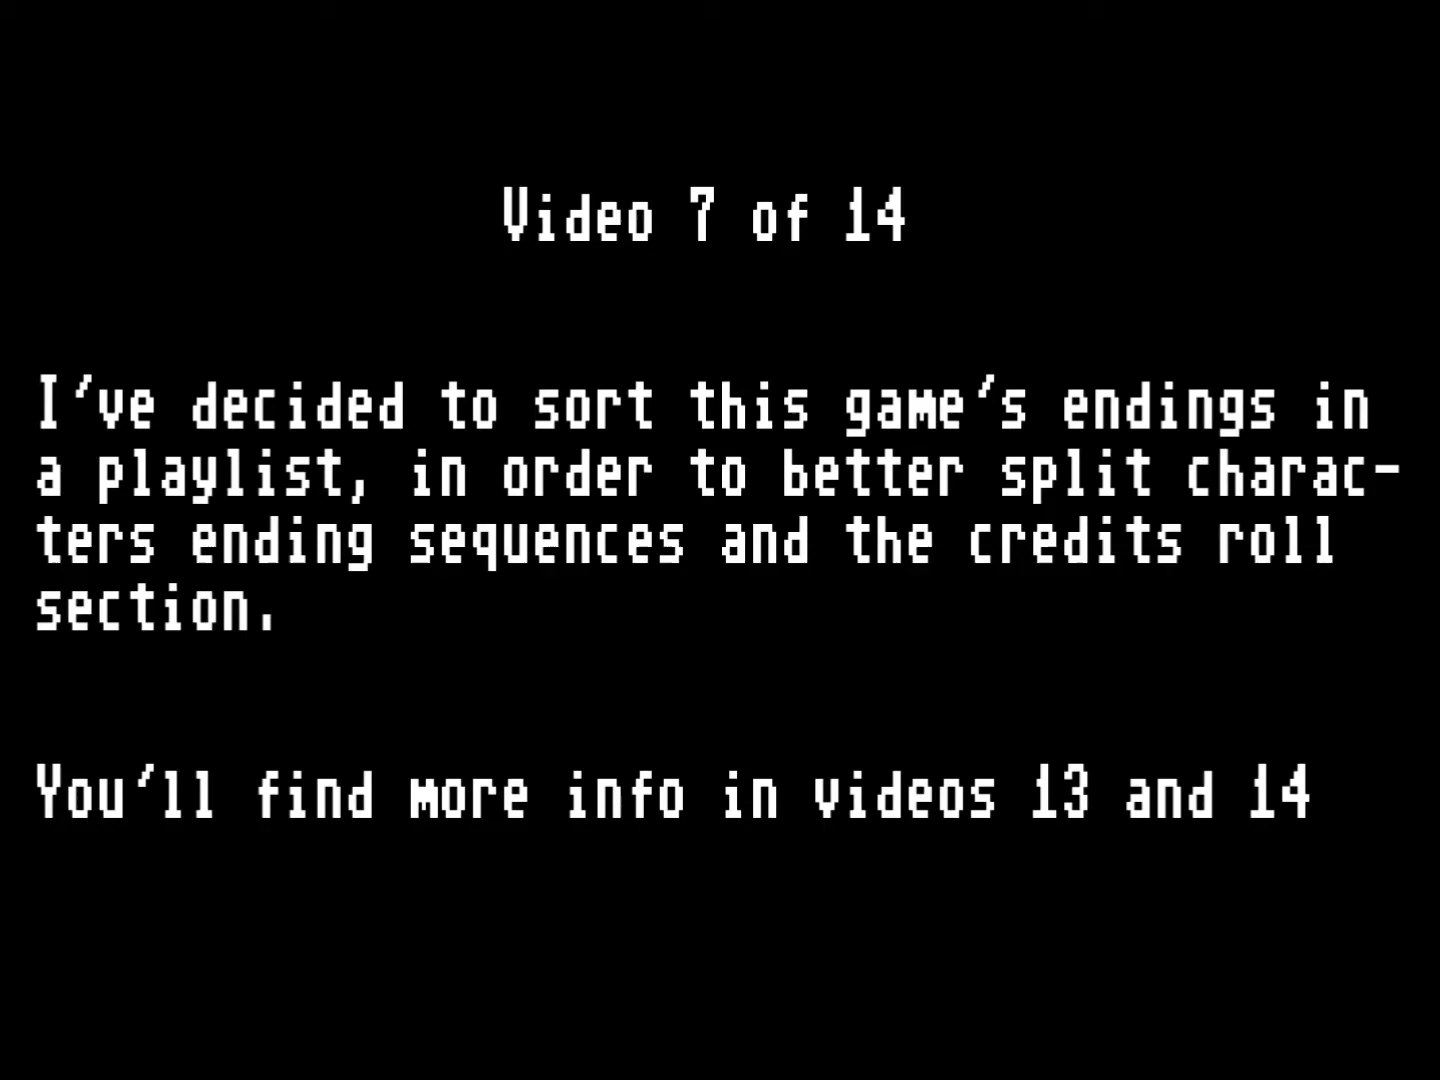 Video 7 of 14
I've decided to sort this game's endings in
a playlist, in order to better split charac-
ters ending sequences and the credits roll
section.
You'll find more info in videos 13 and 14